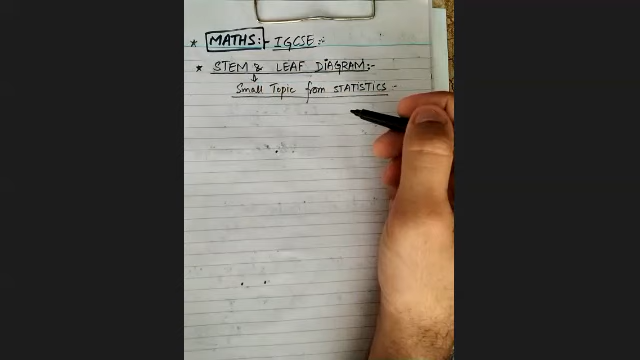 * MATHS:- IGCSE :-
* STEM & LEAF DIAGRAM:-
↓
Small Topic from STATISTICS -